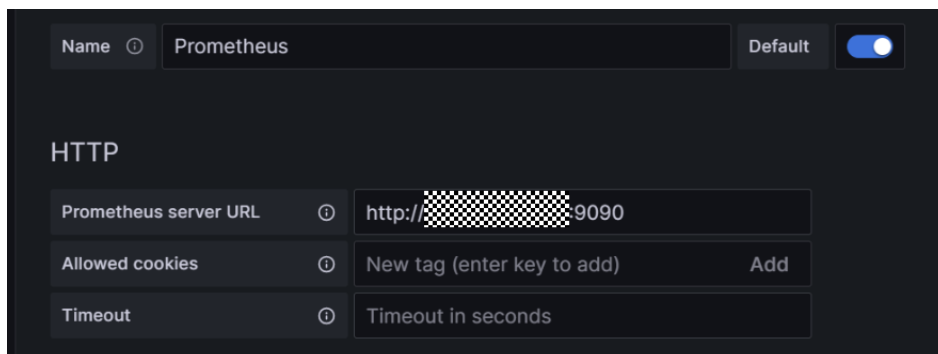 Name Prometheus Default
HTTP
Prometheus server URL http:// :9090
Allowed cookies New tag (enter key to add) Add
Timeout Timeout in seconds